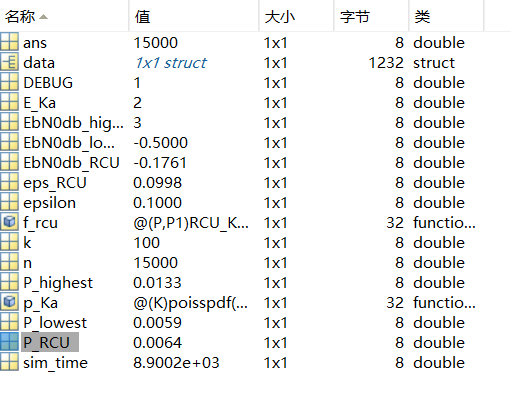 名称 值 大小 字节 类
ans 15000 1x1 8 double
data 1x1 struct 1x1 1232 struct
DEBUG 1 1x1 8 double
E_Ka 2 1x1 8 double
EbN0db_hig... 3 1x1 8 double
EbN0db_lo... -0.5000 1x1 8 double
EbN0db_RCU -0.1761 1x1 8 double
eps_RCU 0.0998 1x1 8 double
epsilon 0.1000 1x1 8 double
f_rcu @(P,P1)RCU_K... 1x1 32 functio...
k 100 1x1 8 double
n 15000 1x1 8 double
P_highest 0.0133 1x1 8 double
p_Ka @(K)poisspdf(... 1x1 32 functio...
P_lowest 0.0059 1x1 8 double
P_RCU 0.0064 1x1 8 double
sim_time 8.9002e+03 1x1 8 double